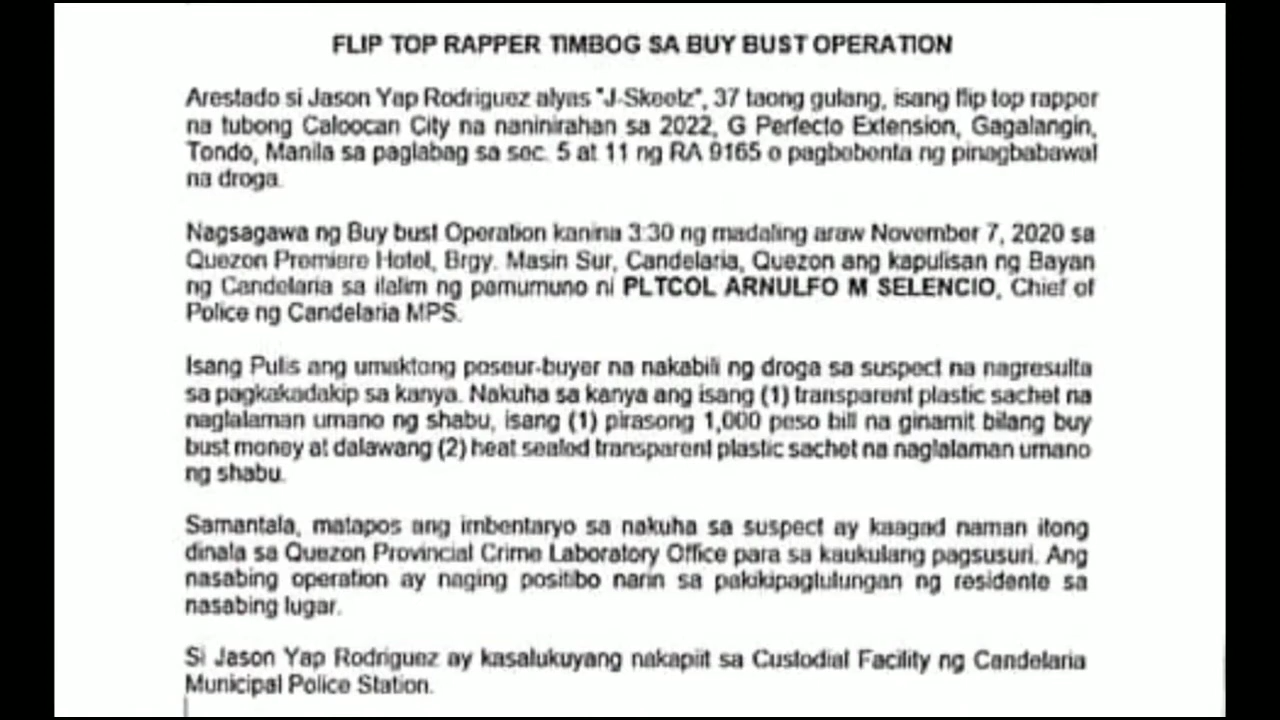 FLIP TOP RAPPER TIMBOG SA BUY BUST OPERATION
Arestado si Jason Yap Rodriguez alyas "J-Skeelz", 37 taong gulang, isang flip top rapper
na tubong Caloocan City na naninirahan sa 2022, G Perfecto Extension, Gagalangin,
Tondo, Manila sa paglabag sa sec. 5 at 11 ng RA 9165 o pagbebenta ng pinagbabawal
na droga.
Nagsagawa ng Buy bust Operation kanina 3:30 ng madaling araw November 7, 2020 sa
Quezon Premiere Hotel, Brgy. Masin Sur, Candelaria, Quezon ang kapulisan ng Bayan
ng Candelaria sa ilalim ng pamumuno ni PLTCOL ARNULFO M SELENCIO, Chief of
Police ng Candelaria MPS.
Isang Pulis ang umaktong poseur-buyer na nakabili ng droga sa suspect na nagresulta
sa pagkakadakip sa kanya. Nakuha sa kanya ang isang (1) transparent plastic sachet na
naglalaman umano ng shabu, isang (1) pirasong 1,000 peso bill na ginamit bilang buy
bust money at dalawang (2) heat sealed transparent plastic sachet na naglalaman umano
ng shabu.
Samantala, matapos ang imbentaryo sa nakuha sa suspect ay kaagad naman itong
dinala sa Quezon Provincial Crime Laboratory Office para sa kaukulang pagsusuri. Ang
nasabing operation ay naging positibo narin sa pakikipagtulungan ng residente sa
nasabing lugar.
Si Jason Yap Rodriguez ay kasalukuyang nakapiit sa Custodial Facility ng Candelaria
Municipal Police Station.